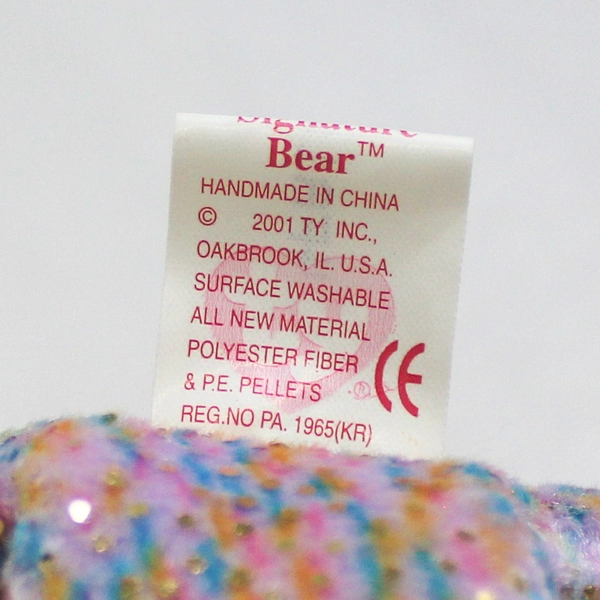 Signature
Bear™
HANDMADE IN CHINA
© 2001 TY INC.,
OAKBROOK, IL. U.S.A.
SURFACE WASHABLE
ALL NEW MATERIAL
POLYESTER FIBER
& P.E. PELLETS ® CE
REG.NO PA. 1965(KR)